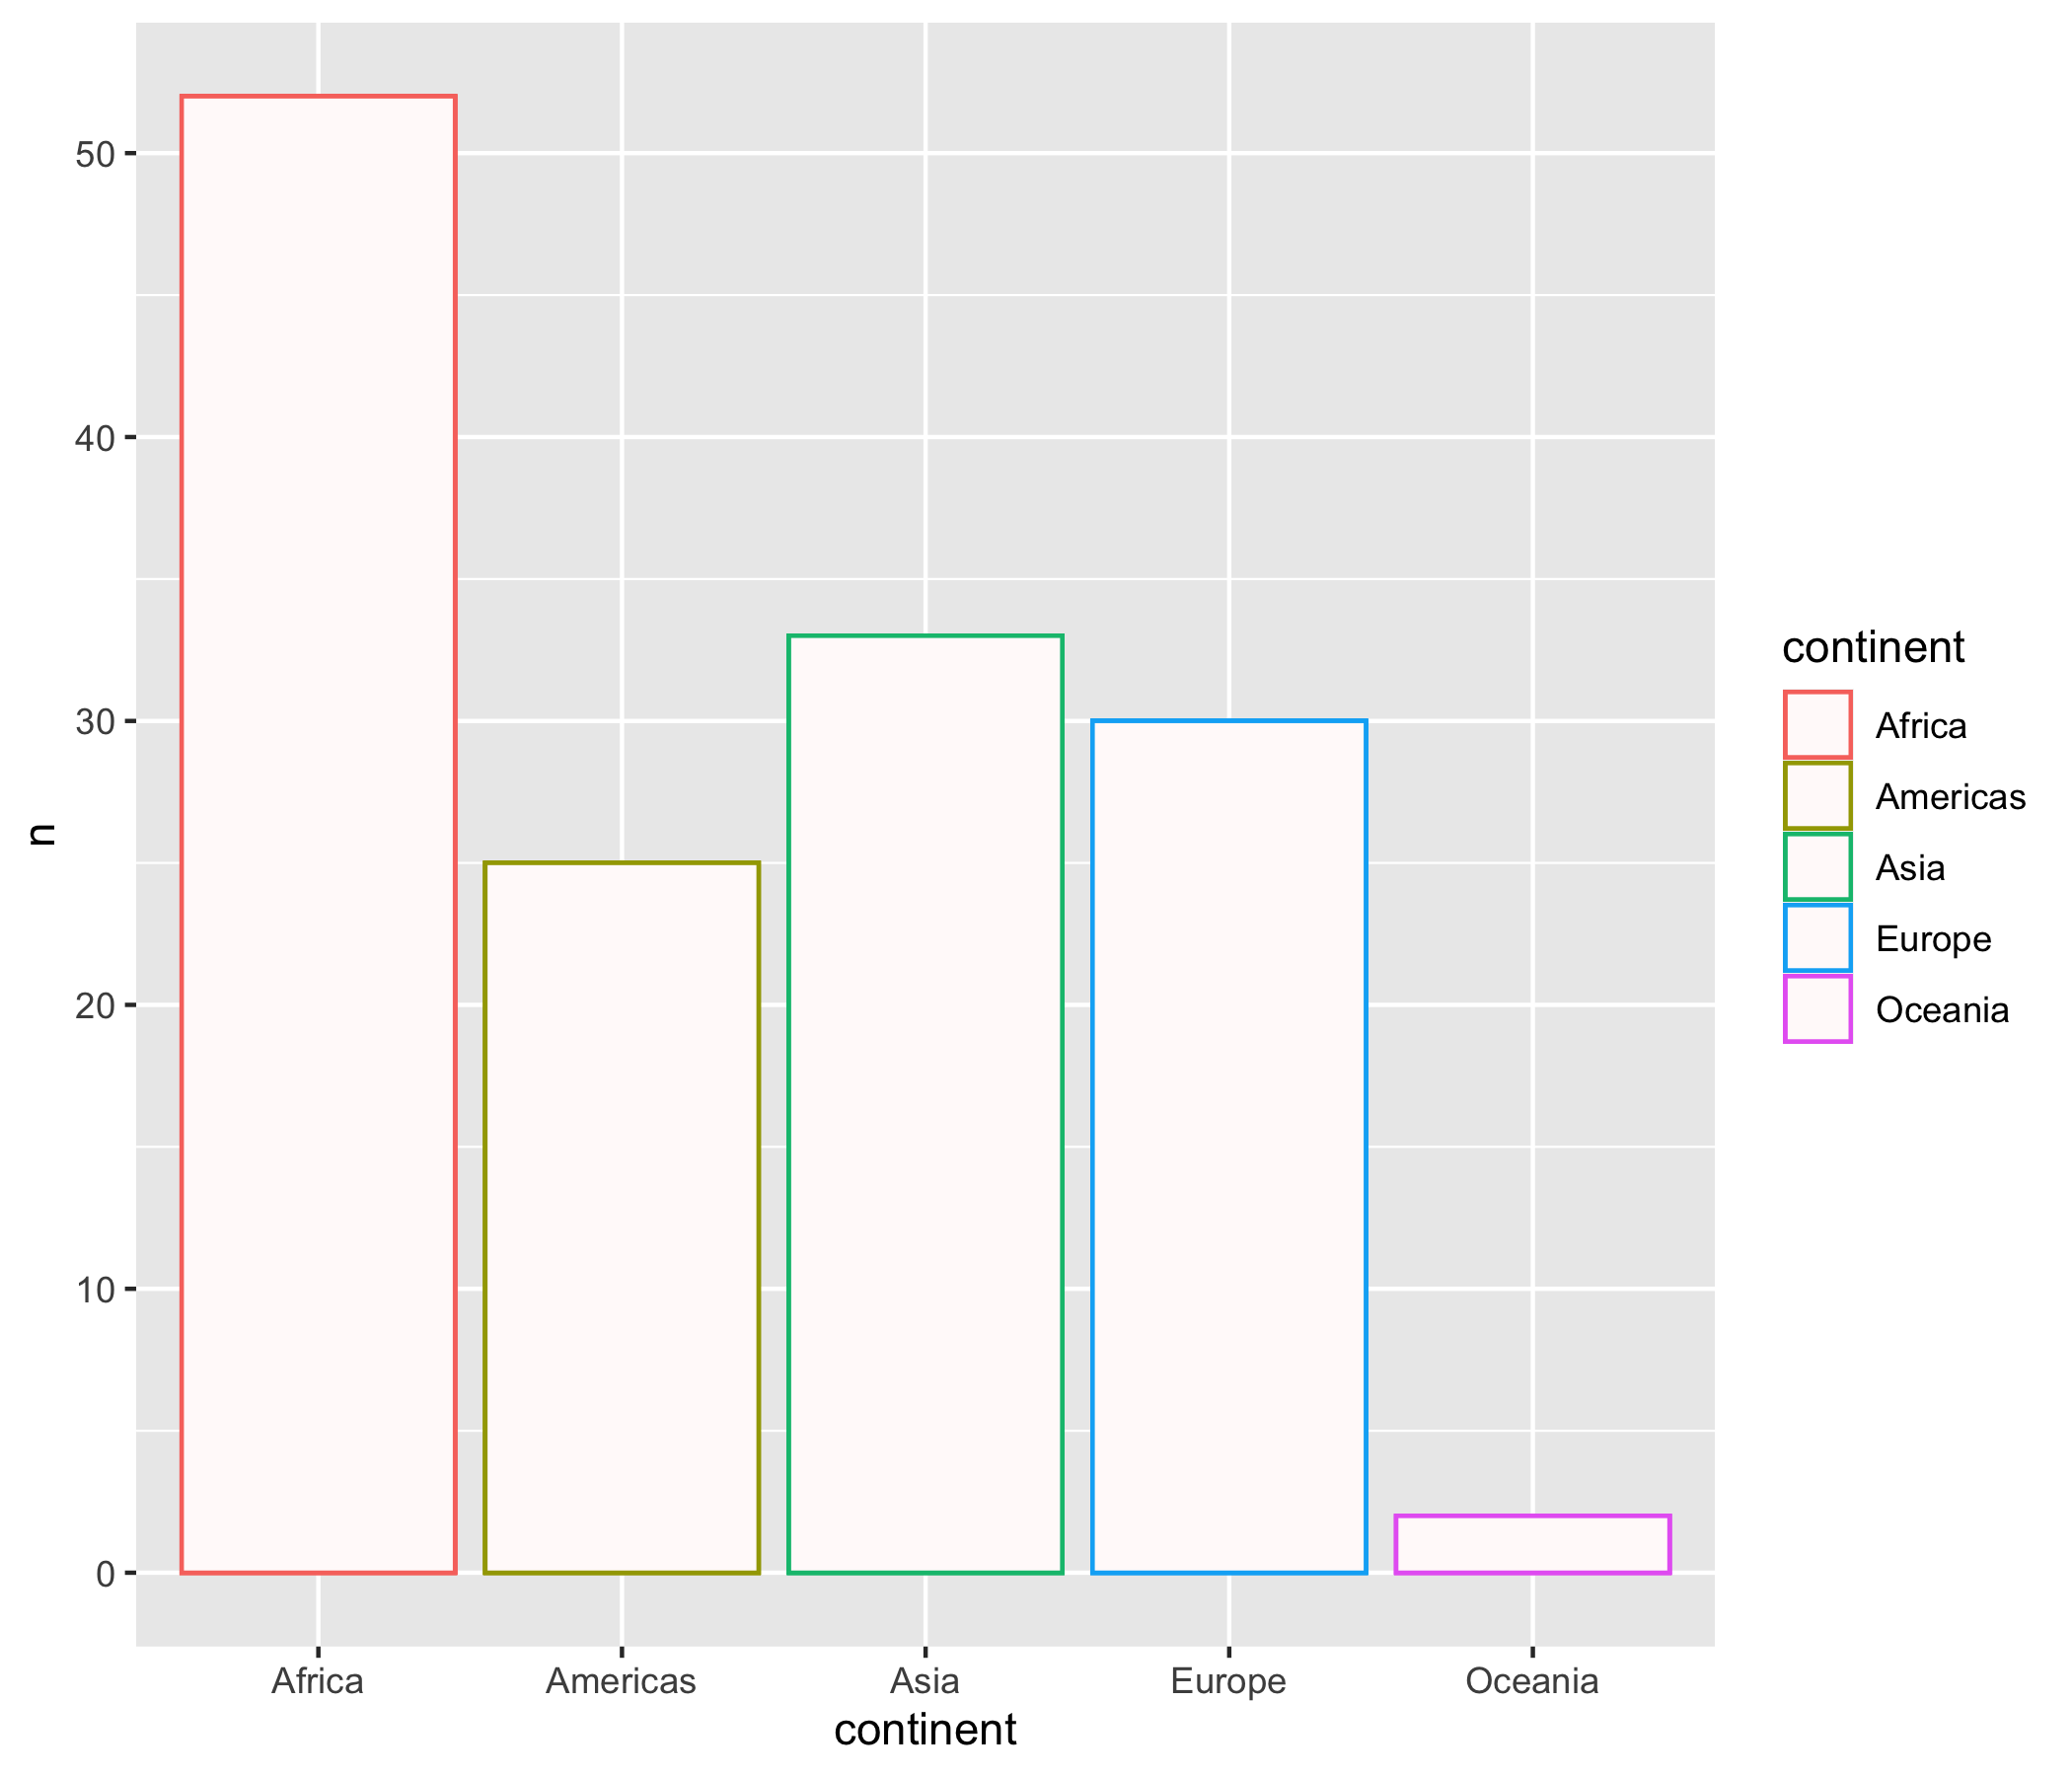 50
40
30
20
10
0
n
Africa Americas Asia Europe Oceania
continent
continent
Africa
Americas
Asia
Europe
Oceania